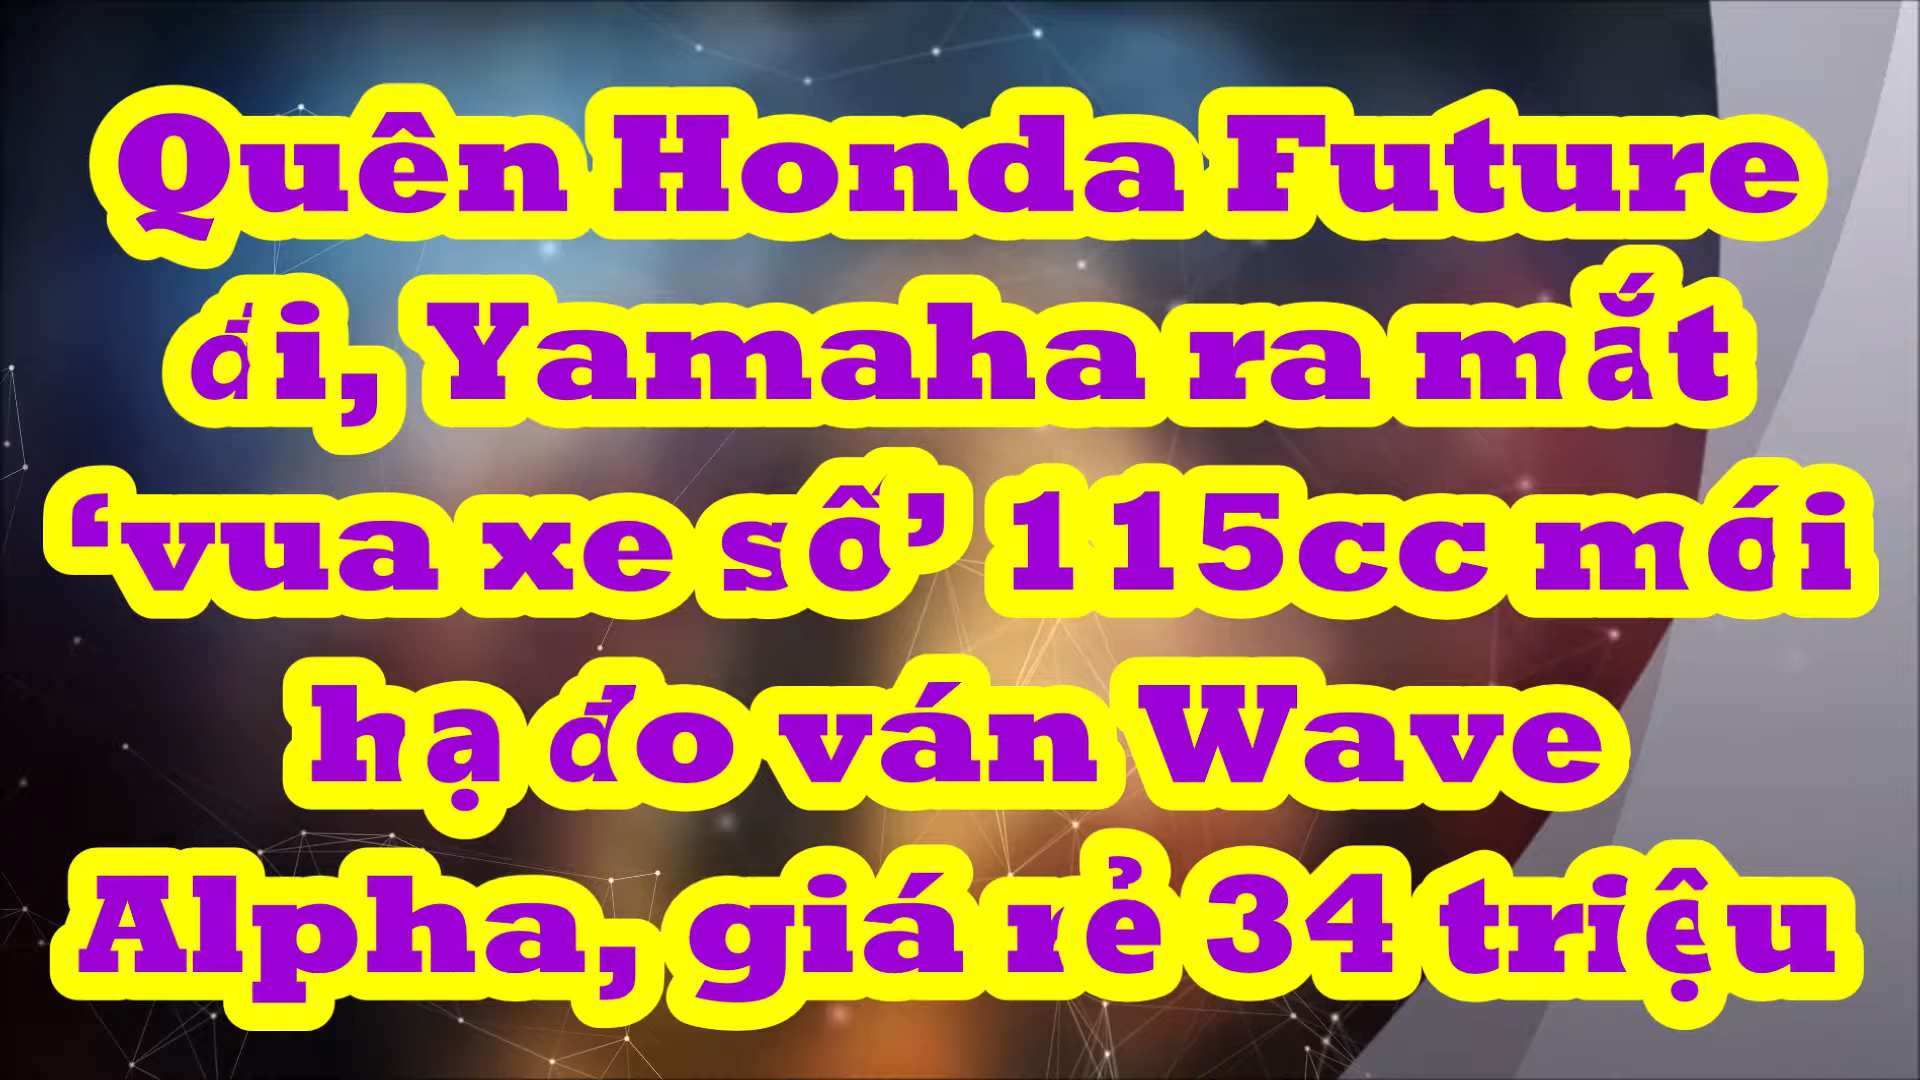 Quên Honda Future
đi, Yamaha ra mắt
‘vua xe số’ 115cc mới
hạ đo ván Wave
Alpha, giá rẻ 34 triệu